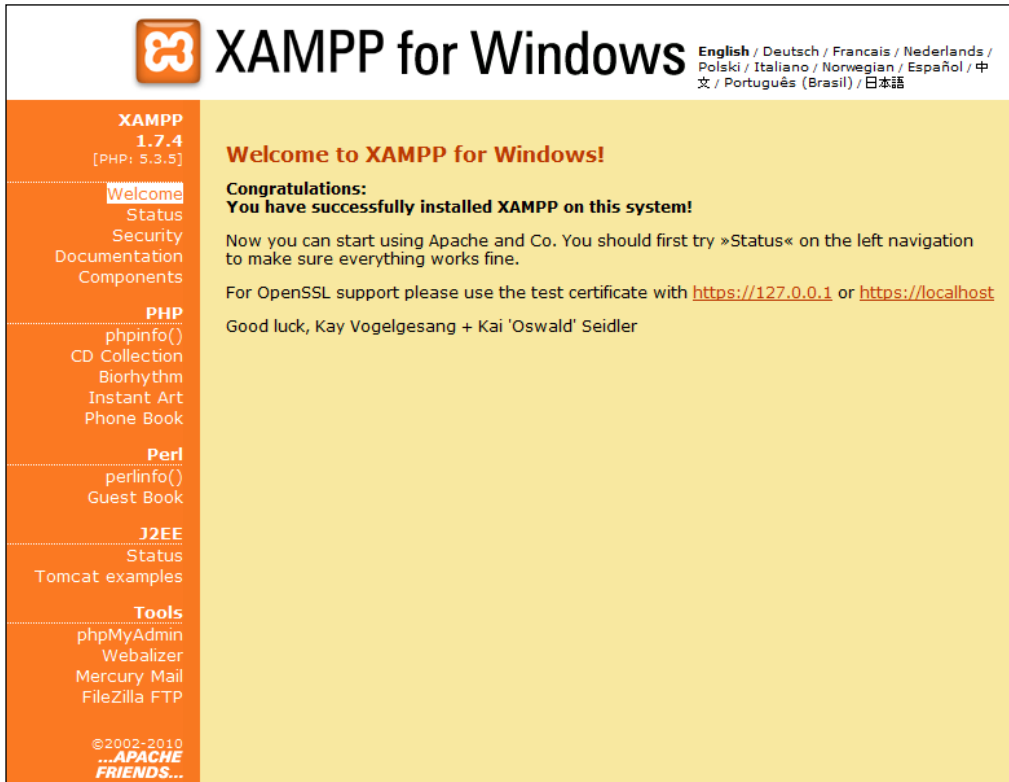 XAMPP for Windows
English / Deutsch / Francais / Nederlands /
Polski / Italiano / Norwegian / Español / 中
文 / Português (Brasil) / 日本語
XAMPP
1.7.4
[PHP: 5.3.5]
Welcome
Status
Security
Documentation
Components
PHP
phpinfo()
CD Collection
Biorhythm
Instant Art
Phone Book
Perl
perlinfo()
Guest Book
J2EE
Status
Tomcat examples
Tools
phpMyAdmin
Webalizer
Mercury Mail
FileZilla FTP
©2002-2010
...APACHE
FRIENDS...
Welcome to XAMPP for Windows!
Congratulations:
You have successfully installed XAMPP on this system!
Now you can start using Apache and Co. You should first try »Status« on the left navigation
to make sure everything works fine.
For OpenSSL support please use the test certificate with https://127.0.0.1 or https://localhost
Good luck, Kay Vogelgesang + Kai 'Oswald' Seidler